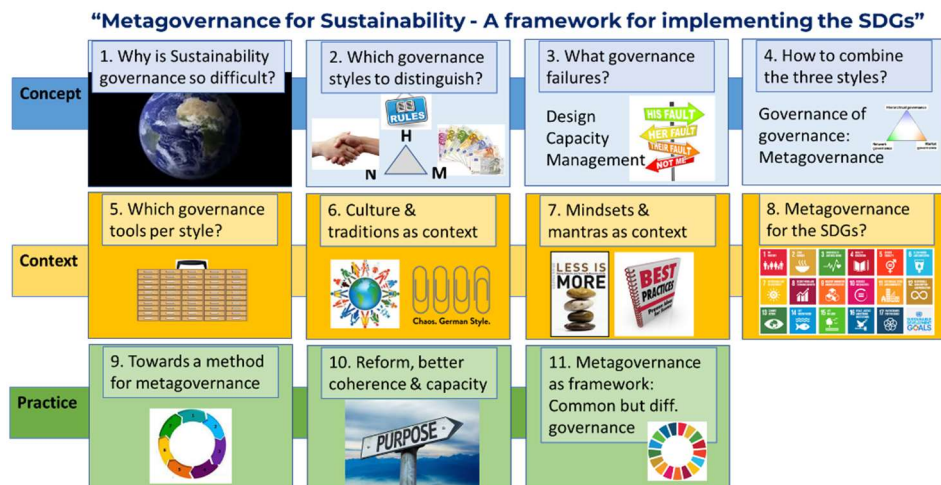 “Metagovernance for Sustainability - A framework for implementing the SDGs”
Concept
1. Why is Sustainability
governance so difficult?
2. Which governance
styles to distinguish?
RULES
H
N
M
3. What governance
failures?
Design
Capacity
Management
HIS FAULT
HER FAULT
THEIR FAULT
NOT ME
4. How to combine
the three styles?
Governance of
governance:
Metagovernance
Context
5. Which governance
tools per style?
6. Culture &
traditions as context
Chaos. German Style.
7. Mindsets &
mantras as context
LESS IS
MORE
BEST
PRACTICES
8. Metagovernance
for the SDGs?
GOALS
Practice
9. Towards a method
for metagovernance
10. Reform, better
coherence & capacity
PURPOSE
11. Metagovernance
as framework:
Common but diff.
governance